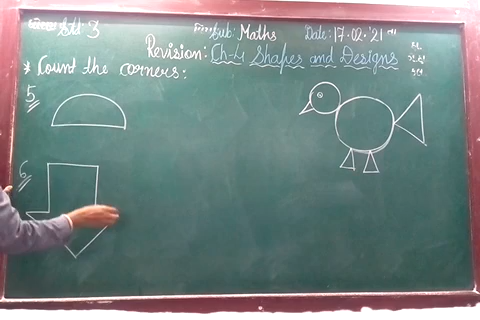 Std 3
Sub: Maths
Date: 17.02.'21
Revision: Ch-4 Shapes and Designs
* Count the corners:
5
6